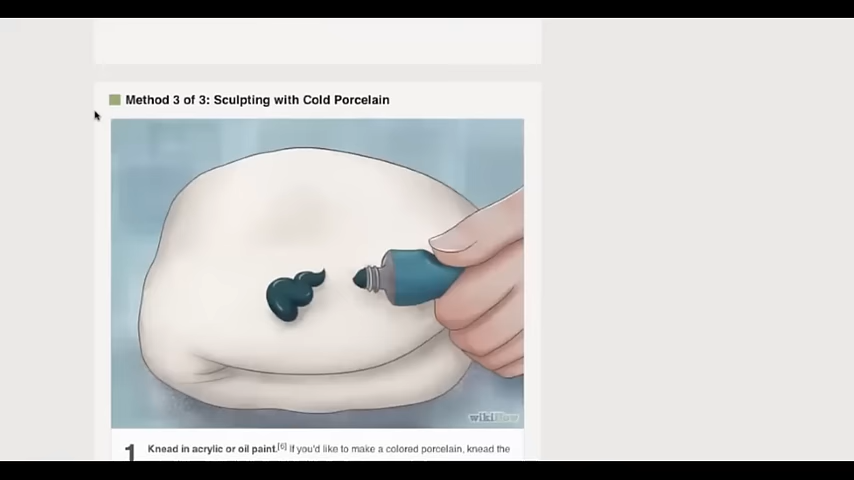 Method 3 of 3: Sculpting with Cold Porcelain
wikiHow
1 Knead in acrylic or oil paint.[6] If you'd like to make a colored porcelain, knead the